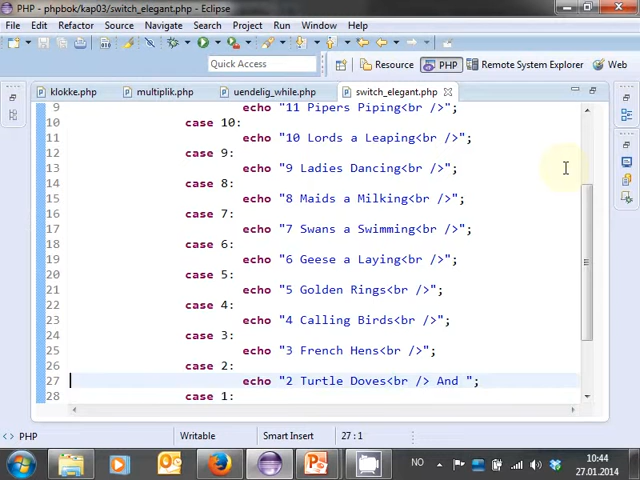 PHP - phpbok/kap03/switch_elegant.php - Eclipse
File Edit Refactor Source Navigate Search Project Run Window Help
Quick Access Resource PHP Remote System Explorer Web
klokke.php multiplik.php uendelig_while.php switch_elegant.php
9 echo "11 Pipers Piping<br />";
10 case 10:
11 echo "10 Lords a Leaping<br />";
12 case 9:
13 echo "9 Ladies Dancing<br />";
14 case 8:
15 echo "8 Maids a Milking<br />";
16 case 7:
17 echo "7 Swans a Swimming<br />";
18 case 6:
19 echo "6 Geese a Laying<br />";
20 case 5:
21 echo "5 Golden Rings<br />";
22 case 4:
23 echo "4 Calling Birds<br />";
24 case 3:
25 echo "3 French Hens<br />";
26 case 2:
27 echo "2 Turtle Doves<br /> And ";
28 case 1:
PHP Writable Smart Insert 27 : 1
NO 10:44
27.01.2014